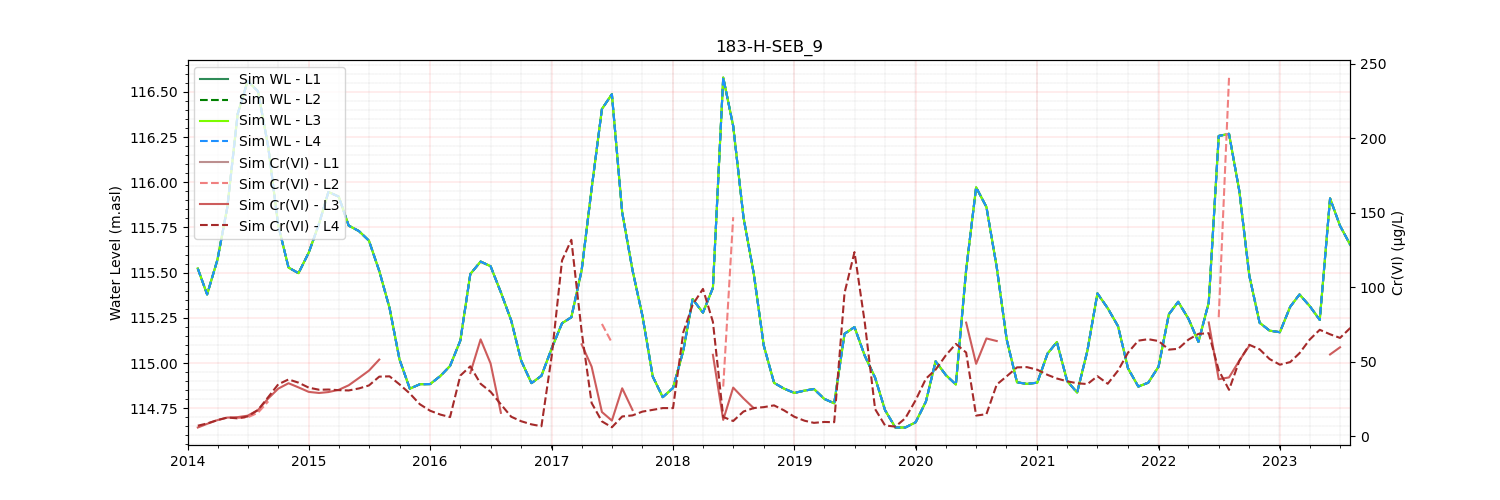 183-H-SEB_9
Sim WL - L1
Sim WL - L2
Sim WL - L3
Sim WL - L4
Sim Cr(VI) - L1
Sim Cr(VI) - L2
Sim Cr(VI) - L3
Sim Cr(VI) - L4
Water Level (m.asl)
116.50
116.25
116.00
115.75
115.50
115.25
115.00
114.75
250
200
150
100
50
0
Cr(VI) (µg/L)
2014 2015 2016 2017 2018 2019 2020 2021 2022 2023